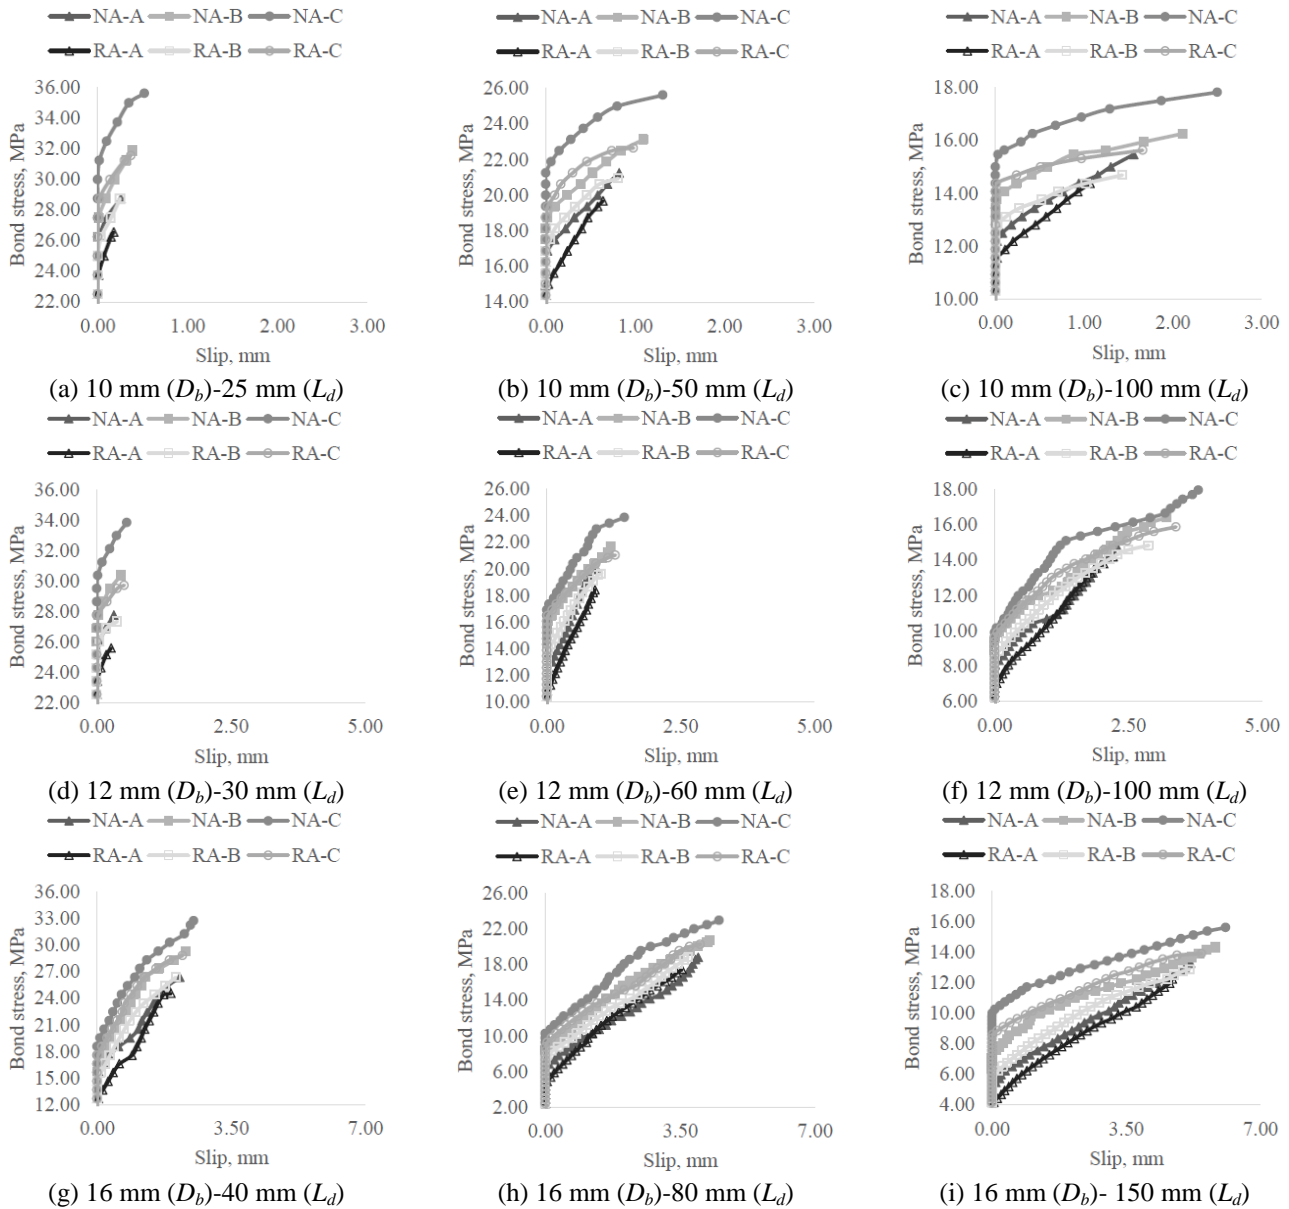 NA-A NA-B NA-C
RA-A RA-B RA-C
Bond stress, MPa
36.00
34.00
32.00
30.00
28.00
26.00
24.00
22.00
0.00 1.00 2.00 3.00
Slip, mm
(a) 10 mm (Db)-25 mm (Ld)
NA-A NA-B NA-C
RA-A RA-B RA-C
Bond stress, MPa
26.00
24.00
22.00
20.00
18.00
16.00
14.00
0.00 1.00 2.00 3.00
Slip, mm
(b) 10 mm (Db)-50 mm (Ld)
NA-A NA-B NA-C
RA-A RA-B RA-C
Bond stress, MPa
18.00
16.00
14.00
12.00
10.00
0.00 1.00 2.00 3.00
Slip, mm
(c) 10 mm (Db)-100 mm (Ld)
NA-A NA-B NA-C
RA-A RA-B RA-C
Bond stress, MPa
36.00
34.00
32.00
30.00
28.00
26.00
24.00
22.00
0.00 2.50 5.00
Slip, mm
(d) 12 mm (Db)-30 mm (Ld)
NA-A NA-B NA-C
RA-A RA-B RA-C
Bond stress, MPa
26.00
24.00
22.00
20.00
18.00
16.00
14.00
12.00
10.00
0.00 2.50 5.00
Slip, mm
(e) 12 mm (Db)-60 mm (Ld)
NA-A NA-B NA-C
RA-A RA-B RA-C
Bond stress, MPa
18.00
16.00
14.00
12.00
10.00
8.00
6.00
0.00 2.50 5.00
Slip, mm
(f) 12 mm (Db)-100 mm (Ld)
NA-A NA-B NA-C
RA-A RA-B RA-C
Bond stress, MPa
36.00
33.00
30.00
27.00
24.00
21.00
18.00
15.00
12.00
0.00 3.50 7.00
Slip, mm
(g) 16 mm (Db)-40 mm (Ld)
NA-A NA-B NA-C
RA-A RA-B RA-C
Bond stress, MPa
26.00
22.00
18.00
14.00
10.00
6.00
2.00
0.00 3.50 7.00
Slip, mm
(h) 16 mm (Db)-80 mm (Ld)
NA-A NA-B NA-C
RA-A RA-B RA-C
Bond stress, MPa
18.00
16.00
14.00
12.00
10.00
8.00
6.00
4.00
0.00 3.50 7.00
Slip, mm
(i) 16 mm (Db)- 150 mm (Ld)